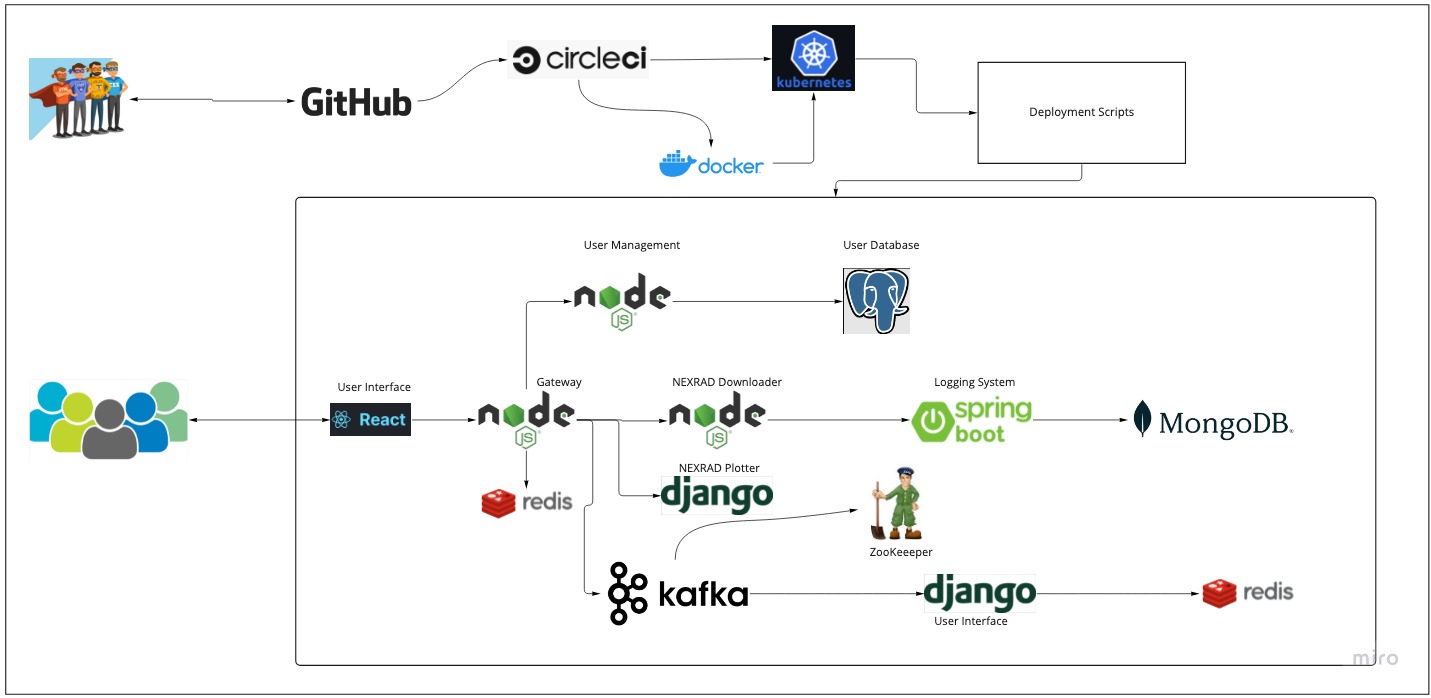 circleci
kubernetes
GitHub
Deployment Scripts
docker
User Management
User Database
node
JS
User Interface
Gateway
NEXRAD Downloader
Logging System
React
node
JS
node
JS
spring
boot
MongoDB.
NEXRAD Plotter
redis
django
ZooKeeeper
kafka
django
redis
User Interface
miro